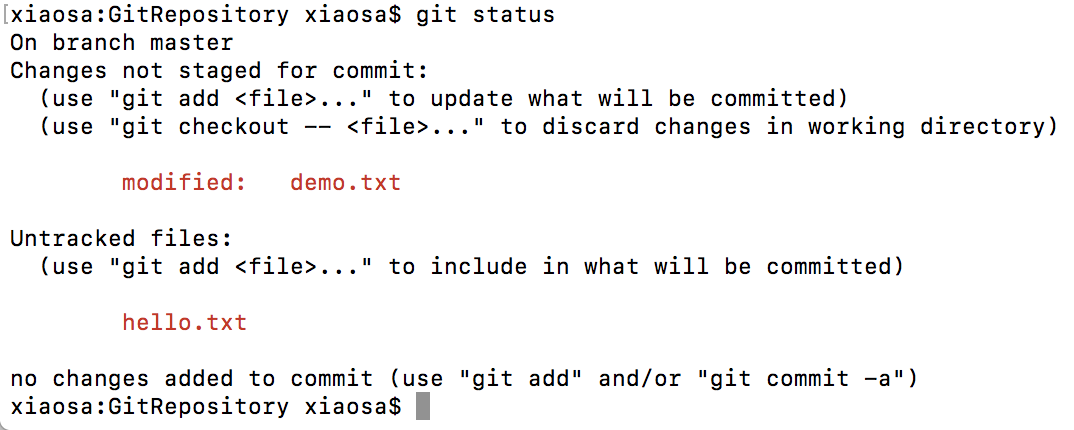 [xiaosa:GitRepository xiaosa$ git status
On branch master
Changes not staged for commit:
  (use "git add <file>..." to update what will be committed)
  (use "git checkout -- <file>..." to discard changes in working directory)

        modified:   demo.txt

Untracked files:
  (use "git add <file>..." to include in what will be committed)

        hello.txt

no changes added to commit (use "git add" and/or "git commit -a")
xiaosa:GitRepository xiaosa$